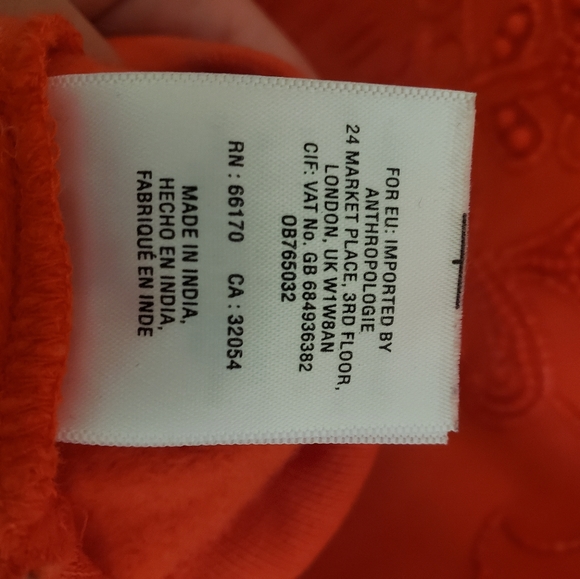 FOR EU: IMPORTED BY
ANTHROPOLOGIE
24 MARKET PLACE, 3RD FLOOR,
LONDON, UK W1W8AN
CIF: VAT No. GB 684936382
0B765032
RN : 66170 CA : 32054
MADE IN INDIA,
HECHO EN INDIA,
FABRIQUÉ EN INDE